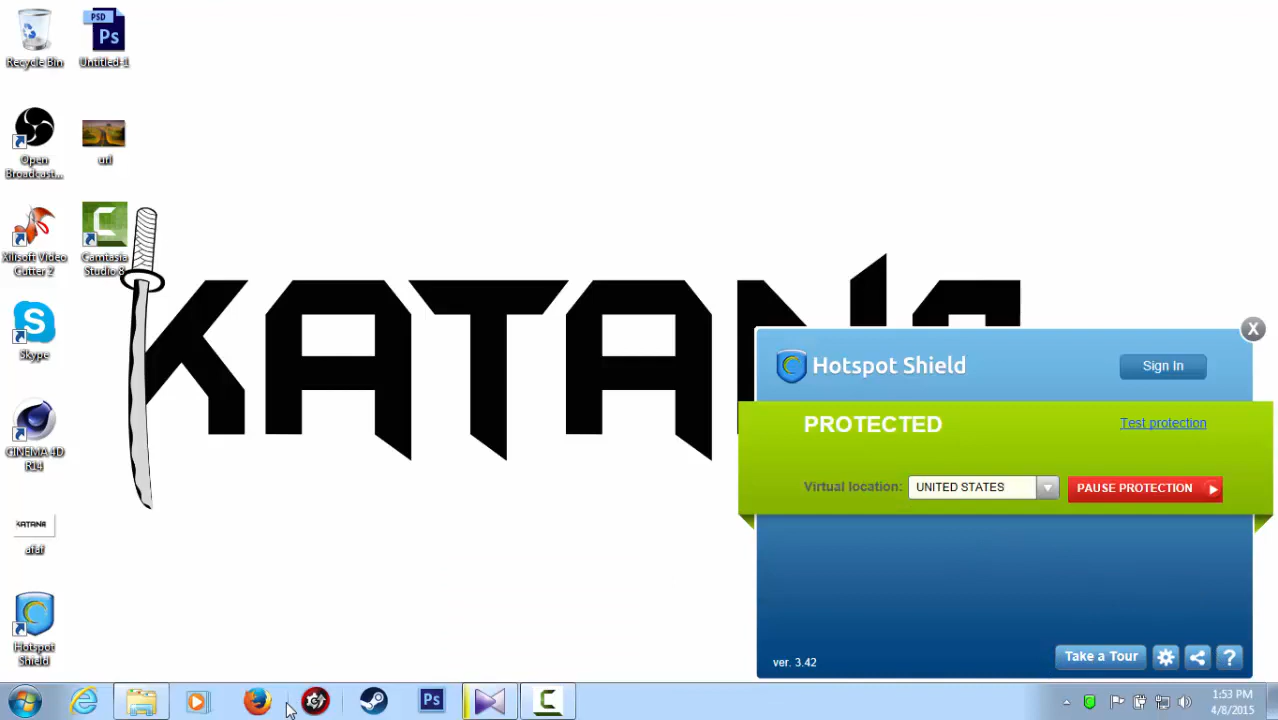 Recycle Bin
PSD
Ps
Untitled-1
Open
Broadcast...
url
Xilisoft Video
Cutter 2
Camtasia
Studio 8
Skype
CINEMA 4D
R14
KATANA
afaf
Hotspot
Shield
KATANA
X
Hotspot Shield
Sign In
PROTECTED
Test protection
Virtual location:
UNITED STATES
PAUSE PROTECTION
ver. 3.42
Take a Tour
?
Ps
1:53 PM
4/8/2015